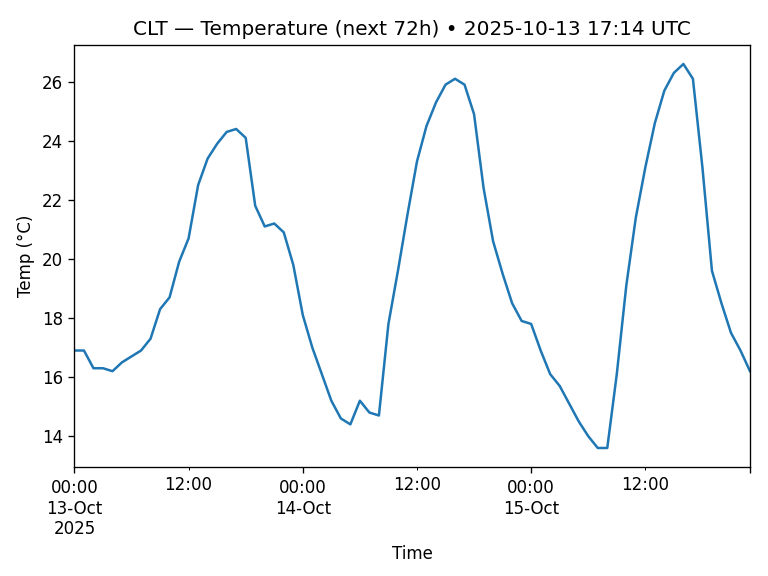 CLT — Temperature (next 72h) • 2025-10-13 17:14 UTC
26
24
22
20
18
16
14
Temp (°C)
00:00 12:00 00:00 12:00 00:00 12:00
13-Oct 14-Oct 15-Oct
2025
Time